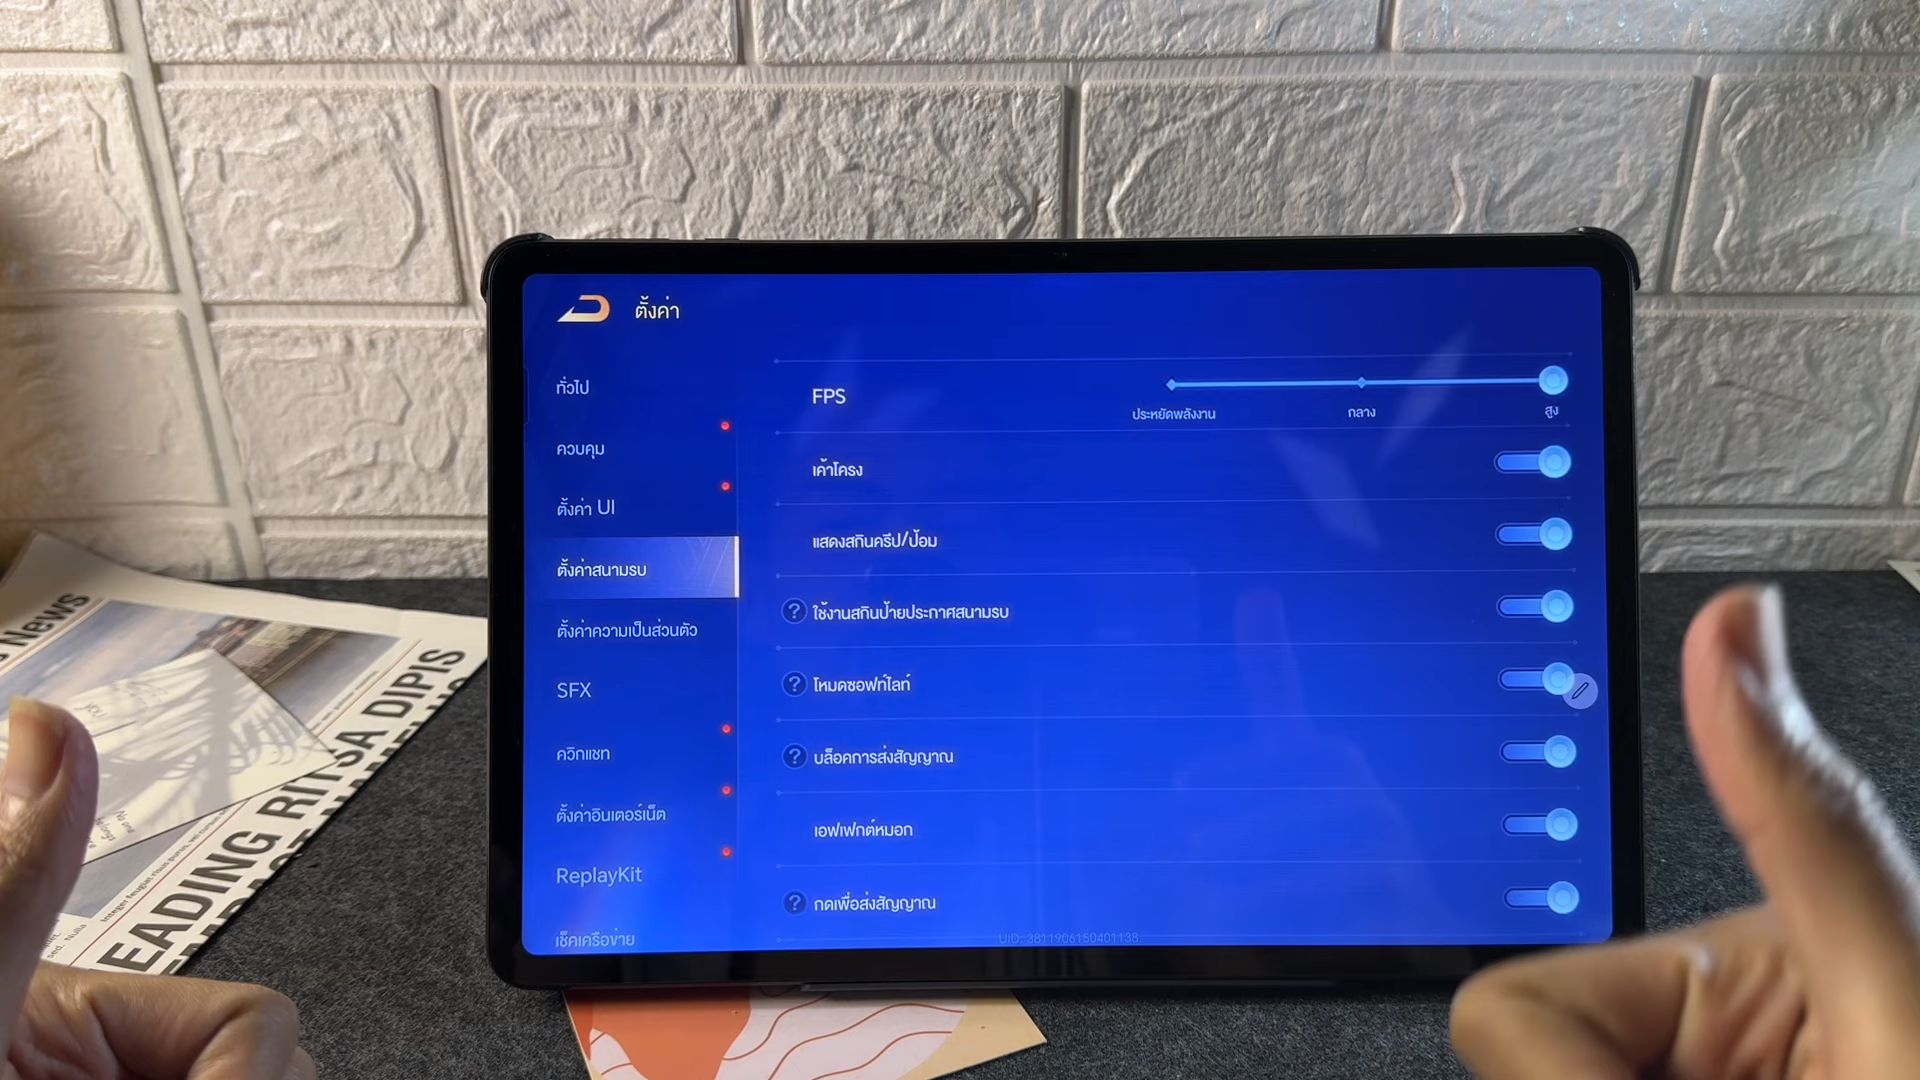 ตั้งค่า
ทั่วไป
ควบคุม
ตั้งค่า UI
ตั้งค่าสนามรบ
ตั้งค่าความเป็นส่วนตัว
SFX
ควิกแชท
ตั้งค่าอินเตอร์เน็ต
ReplayKit
เช็คเครือข่าย
FPS
ประหยัดพลังงาน
กลาง
สูง
เค้าโครง
แสดงสกินครีป/ป้อม
? ใช้งานสกินป้ายประกาศสนามรบ
? โหมดซอฟท์ไลท์
? บล็อคการส่งสัญญาณ
เอฟเฟกต์หมอก
? กดเพื่อส่งสัญญาณ
UID: 3811906150401138
News
EADING RITSA DIPIS
you
No one